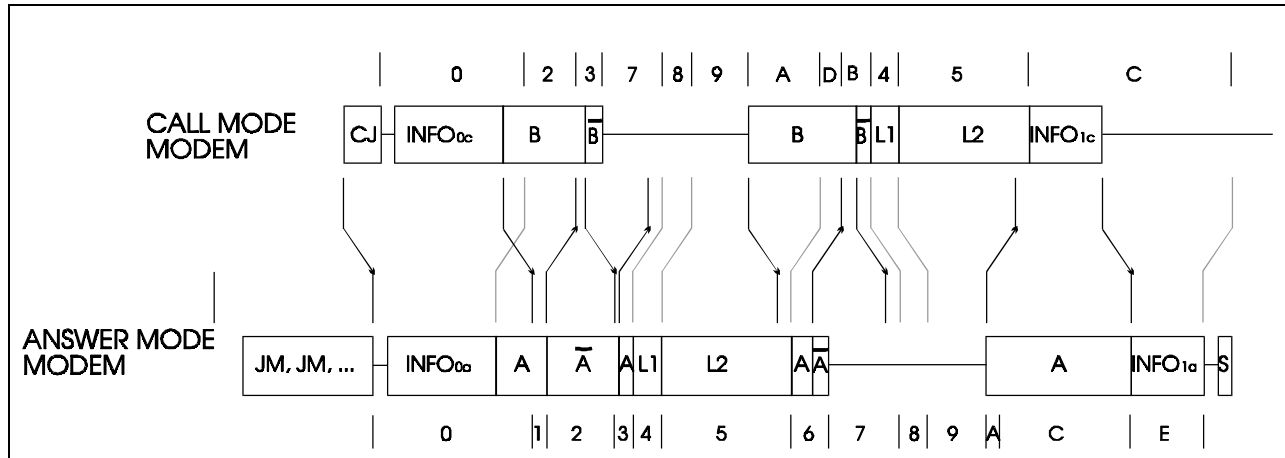 0 2 3 7 8 9 A D B 4 5 C
CALL MODE
MODEM
CJ INFO0c B B̅ B B̅ L1 L2 INFO1c
ANSWER MODE
MODEM
JM, JM, ... INFO0a A A̅ A L1 L2 A A̅ A INFO1a S
0 1 2 3 4 5 6 7 8 9 A C E